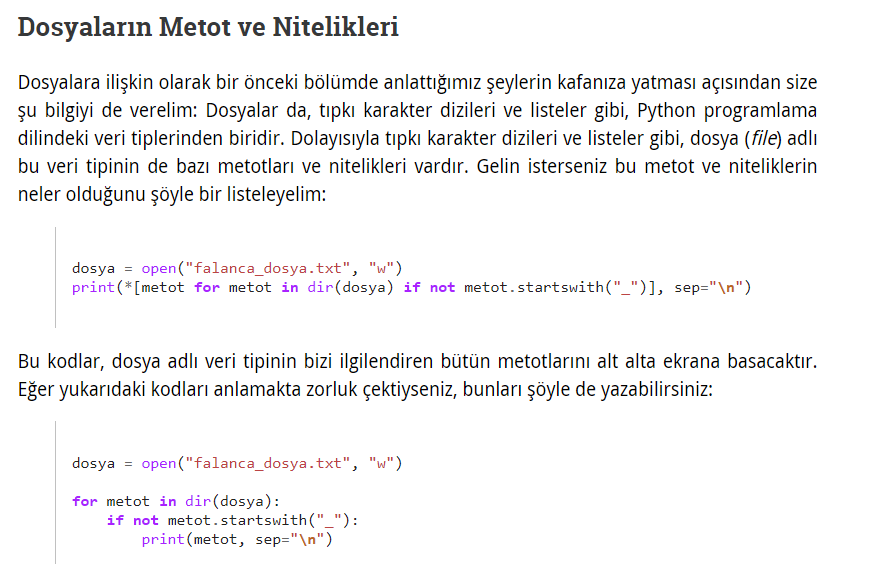 Dosyaların Metot ve Nitelikleri
Dosyalara ilişkin olarak bir önceki bölümde anlattığımız şeylerin kafanıza yatması açısından size
şu bilgiyi de verelim: Dosyalar da, tıpkı karakter dizileri ve listeler gibi, Python programlama
dilindeki veri tiplerinden biridir. Dolayısıyla tıpkı karakter dizileri ve listeler gibi, dosya (file) adlı
bu veri tipinin de bazı metotları ve nitelikleri vardır. Gelin isterseniz bu metot ve niteliklerin
neler olduğunu şöyle bir listeleyelim:
dosya = open("falanca_dosya.txt", "w")
print(*[metot for metot in dir(dosya) if not metot.startswith("_")], sep="\n")
Bu kodlar, dosya adlı veri tipinin bizi ilgilendiren bütün metotlarını alt alta ekrana basacaktır.
Eğer yukarıdaki kodları anlamakta zorluk çektiyseniz, bunları şöyle de yazabilirsiniz:
dosya = open("falanca_dosya.txt", "w")
for metot in dir(dosya):
    if not metot.startswith("_"):
        print(metot, sep="\n")